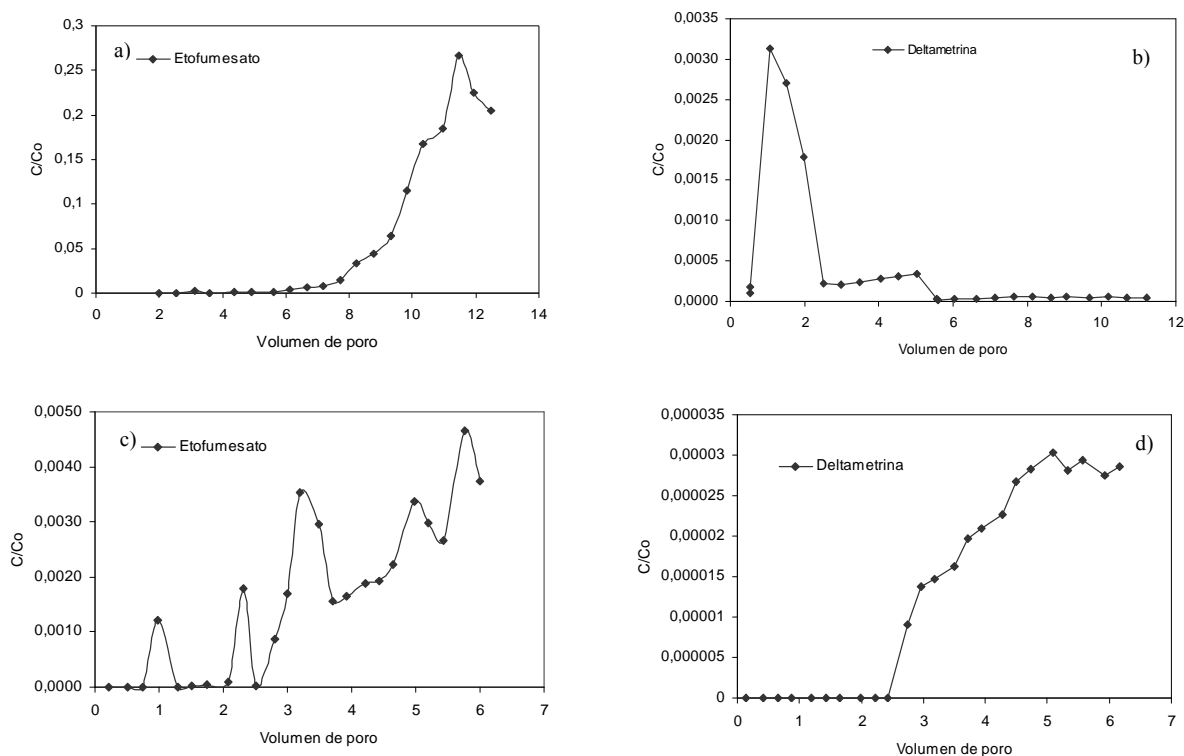 a)
Etofumesato
C/Co
0,3
0,25
0,2
0,15
0,1
0,05
0
0 2 4 6 8 10 12 14
Volumen de poro
b)
Deltametrina
C/Co
0,0035
0,0030
0,0025
0,0020
0,0015
0,0010
0,0005
0,0000
0 2 4 6 8 10 12
Volumen de poro
c)
Etofumesato
C/Co
0,0050
0,0040
0,0030
0,0020
0,0010
0,0000
0 1 2 3 4 5 6 7
Volumen de poro
d)
Deltametrina
C/Co
0,000035
0,00003
0,000025
0,00002
0,000015
0,00001
0,000005
0
0 1 2 3 4 5 6 7
Volumen de poro